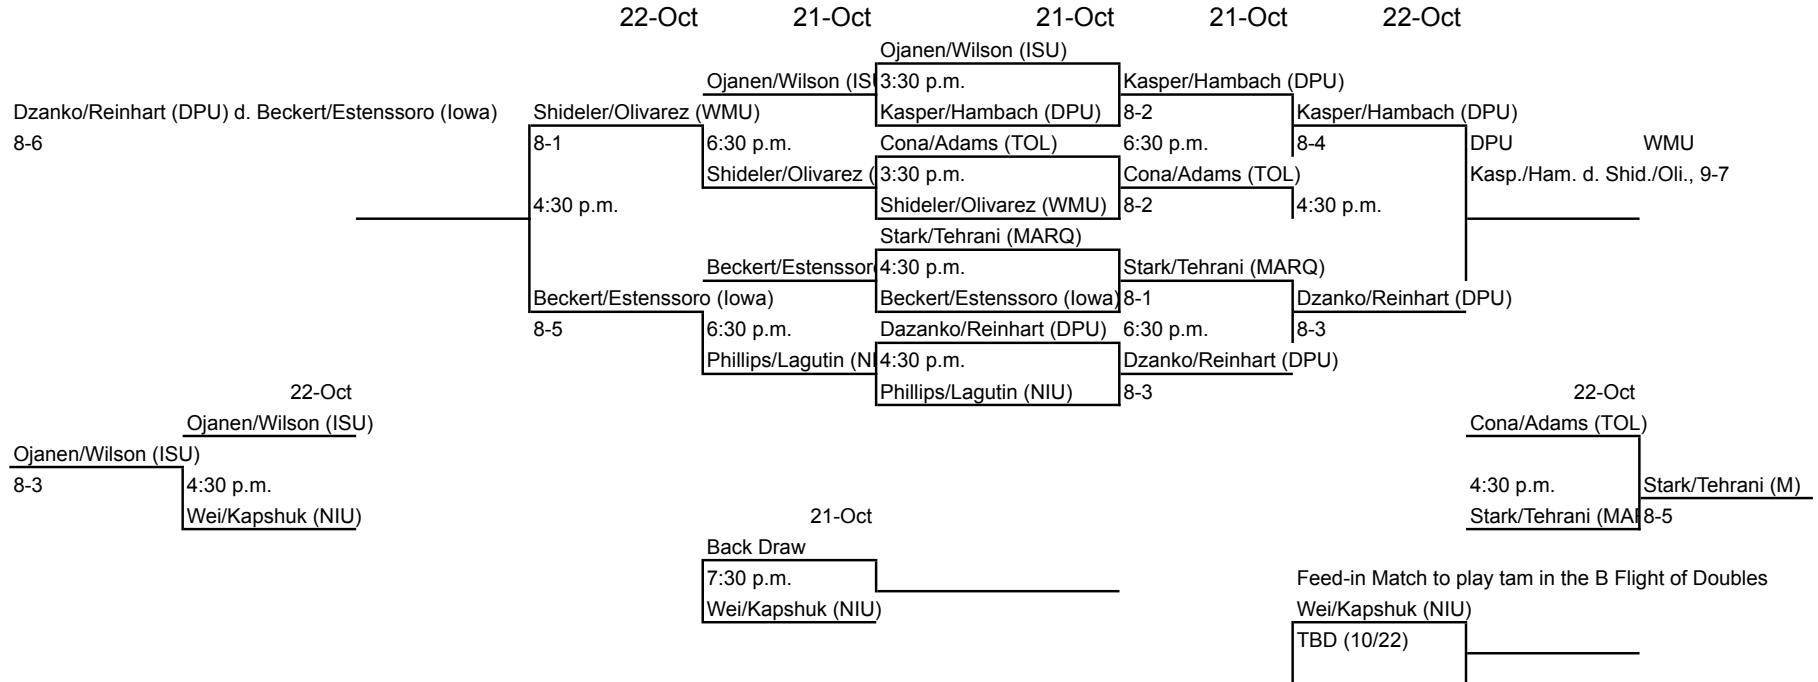 22-Oct 21-Oct 21-Oct 21-Oct 22-Oct
Ojanen/Wilson (ISU)
Ojanen/Wilson (ISU 3:30 p.m. Kasper/Hambach (DPU)
Dzanko/Reinhart (DPU) d. Beckert/Estenssoro (Iowa) Shideler/Olivarez (WMU) Kasper/Hambach (DPU) 8-2 Kasper/Hambach (DPU)
8-6 8-1 6:30 p.m. Cona/Adams (TOL) 6:30 p.m. 8-4 DPU WMU
Shideler/Olivarez ( 3:30 p.m. Cona/Adams (TOL) Kasp./Ham. d. Shid./Oli., 9-7
4:30 p.m. Shideler/Olivarez (WMU) 8-2 4:30 p.m.
Stark/Tehrani (MARQ)
Beckert/Estenssoro 4:30 p.m. Stark/Tehrani (MARQ)
Beckert/Estenssoro (Iowa) Beckert/Estenssoro (Iowa) 8-1 Dzanko/Reinhart (DPU)
8-5 6:30 p.m. Dazanko/Reinhart (DPU) 6:30 p.m. 8-3
Phillips/Lagutin (NI 4:30 p.m. Dzanko/Reinhart (DPU)
22-Oct Phillips/Lagutin (NIU) 8-3 22-Oct
Ojanen/Wilson (ISU) Cona/Adams (TOL)
Ojanen/Wilson (ISU)
8-3 4:30 p.m. 4:30 p.m. Stark/Tehrani (M)
Wei/Kapshuk (NIU) 21-Oct Stark/Tehrani (MAR 8-5
Back Draw
7:30 p.m. Feed-in Match to play tam in the B Flight of Doubles
Wei/Kapshuk (NIU) Wei/Kapshuk (NIU)
TBD (10/22)